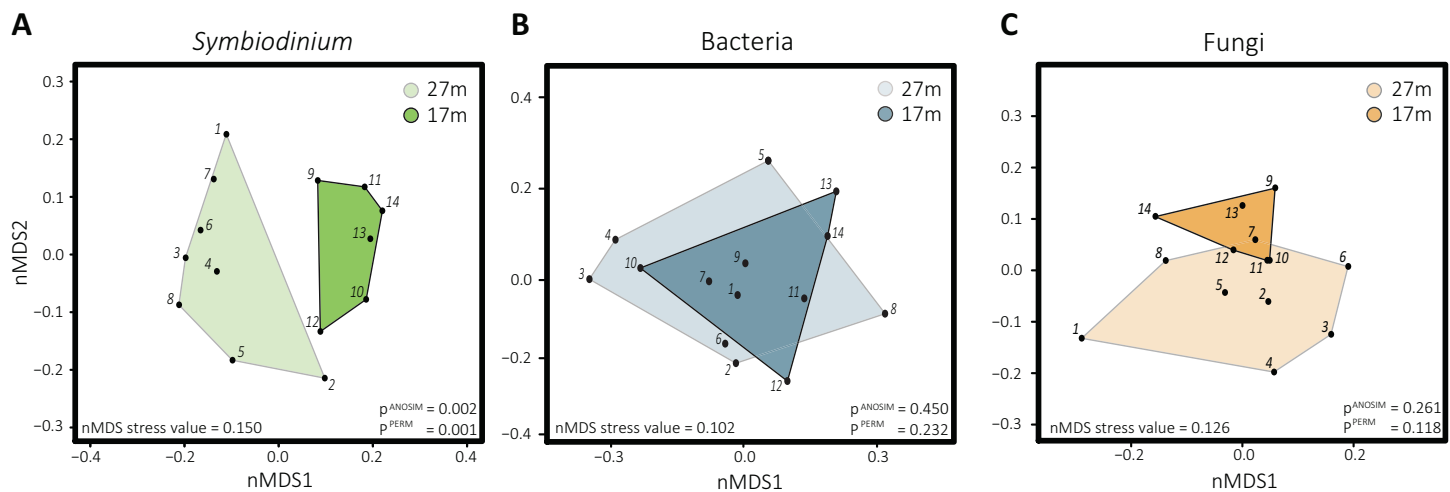 A
Symbiodinium
27m
17m
nMDS2
0.3
0.2
0.1
0.0
−0.1
−0.2
−0.3
1
7
6
3
4
8
5
2
9
11
14
13
10
12
nMDS stress value = 0.150
pANOSIM = 0.002
PPERM = 0.001
−0.4
−0.2
0.0
0.2
0.4
nMDS1
B
Bacteria
27m
17m
0.4
0.2
0.0
−0.2
−0.4
5
13
4
14
10
9
3
7
1
11
8
6
2
12
nMDS stress value = 0.102
pANOSIM = 0.450
PPERM = 0.232
−0.3
0.0
0.3
nMDS1
C
Fungi
27m
17m
0.3
0.2
0.1
0.0
−0.1
−0.2
−0.3
9
14
13
7
8
12
11
10
6
5
2
1
3
4
nMDS stress value = 0.126
pANOSIM = 0.261
PPERM = 0.118
−0.2
0.0
0.2
nMDS1